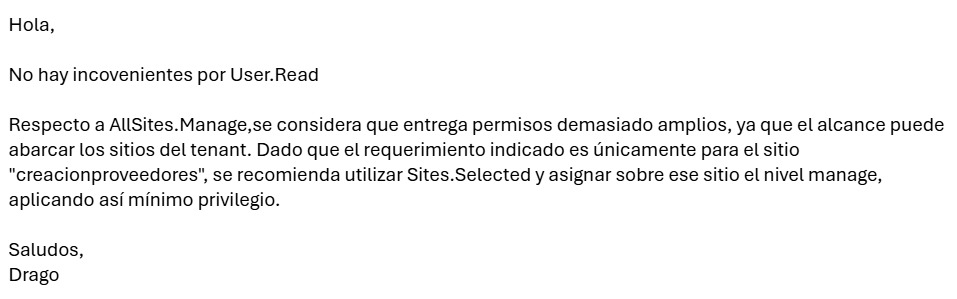 Hola,
No hay incovenientes por User.Read
Respecto a AllSites.Manage,se considera que entrega permisos demasiado amplios, ya que el alcance puede
abarcar los sitios del tenant. Dado que el requerimiento indicado es únicamente para el sitio
"creacionproveedores", se recomienda utilizar Sites.Selected y asignar sobre ese sitio el nivel manage,
aplicando así mínimo privilegio.
Saludos,
Drago